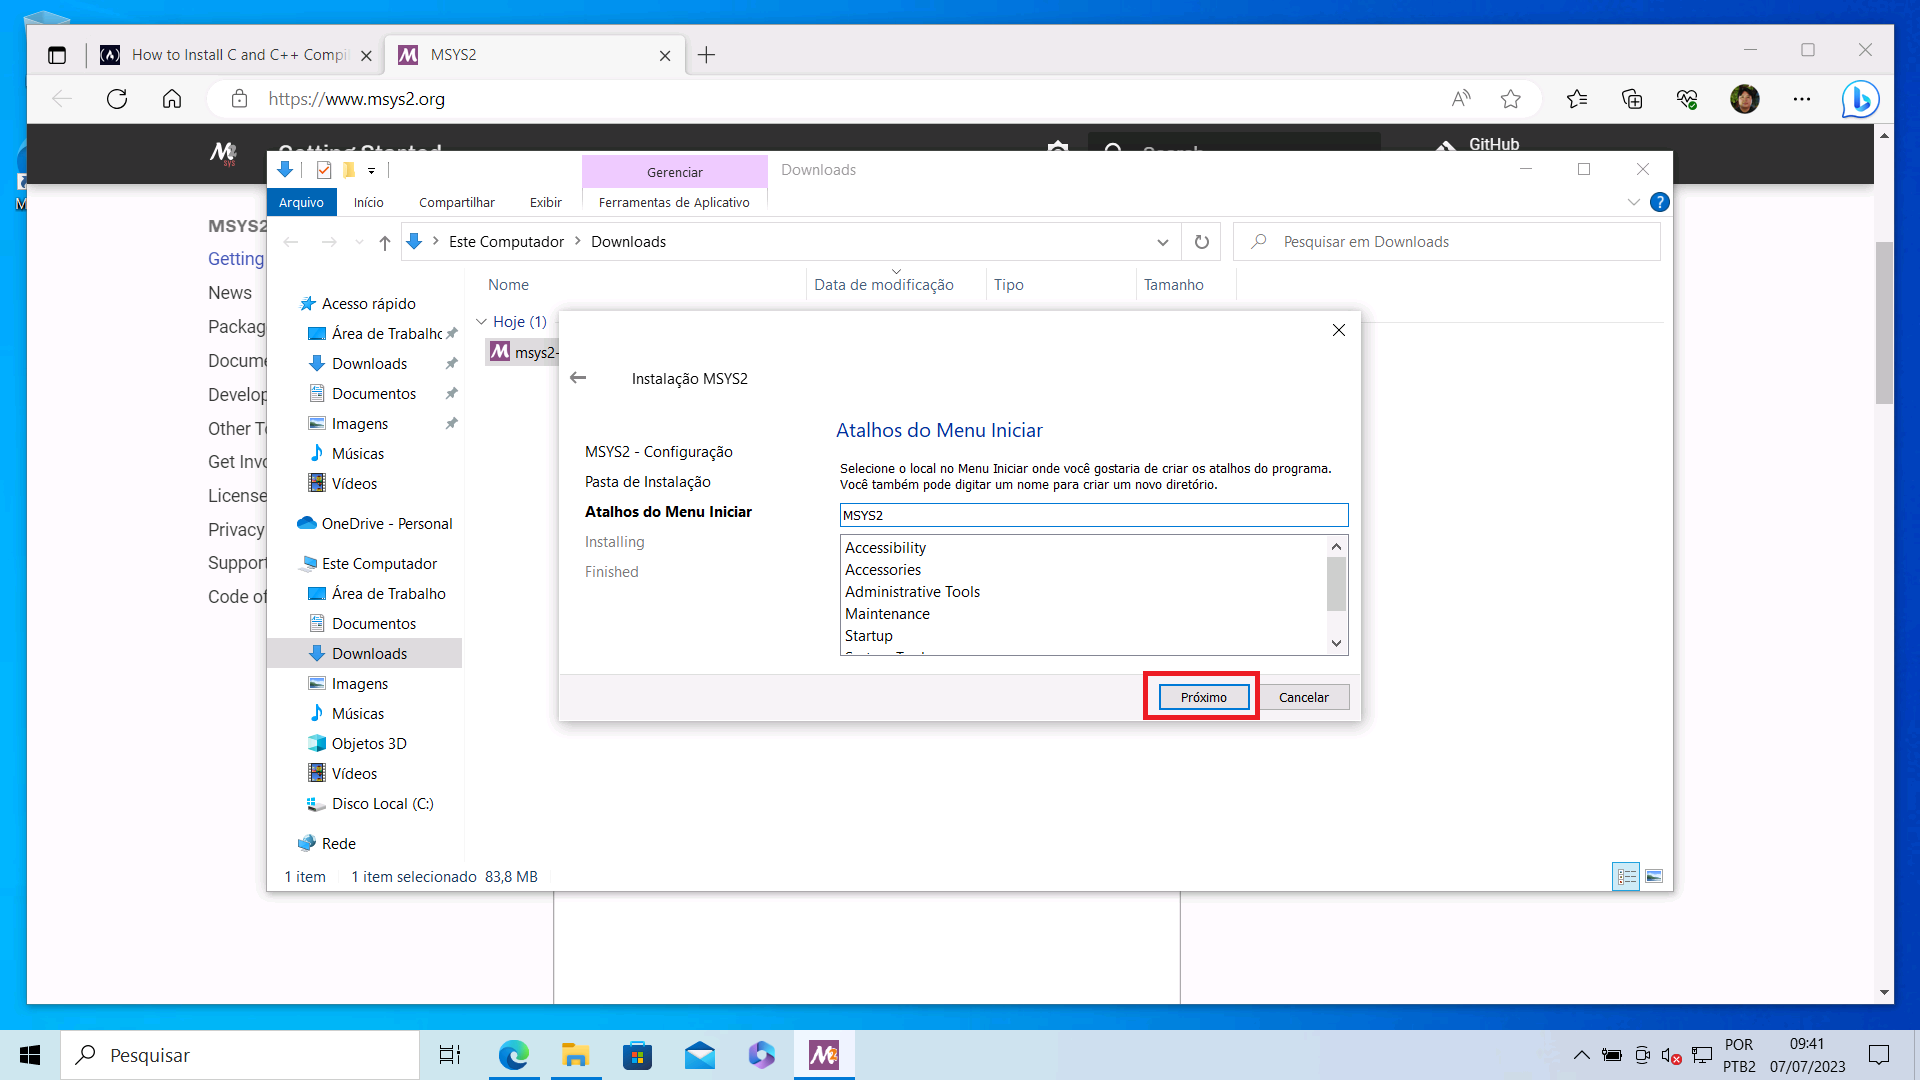 How to Install C and C++ Compi
MSYS2
https://www.msys2.org
Getting Started
Search
GitHub
Gerenciar
Downloads
Arquivo
Início
Compartilhar
Exibir
Ferramentas de Aplicativo
Este Computador
Downloads
Pesquisar em Downloads
MSYS2
Getting
News
Packag
Docume
Develop
Other T
Get Invo
License
Privacy
Support
Code of
Nome
Data de modificação
Tipo
Tamanho
Hoje (1)
msys2-
Acesso rápido
Área de Trabalho
Downloads
Documentos
Imagens
Músicas
Vídeos
OneDrive - Personal
Este Computador
Área de Trabalho
Documentos
Downloads
Imagens
Músicas
Objetos 3D
Vídeos
Disco Local (C:)
Rede
1 item
1 item selecionado 83,8 MB
Instalação MSYS2
MSYS2 - Configuração
Pasta de Instalação
Atalhos do Menu Iniciar
Installing
Finished
Atalhos do Menu Iniciar
Selecione o local no Menu Iniciar onde você gostaria de criar os atalhos do programa.
Você também pode digitar um nome para criar um novo diretório.
MSYS2
Accessibility
Accessories
Administrative Tools
Maintenance
Startup
Próximo
Cancelar
Pesquisar
POR
PTB2
09:41
07/07/2023